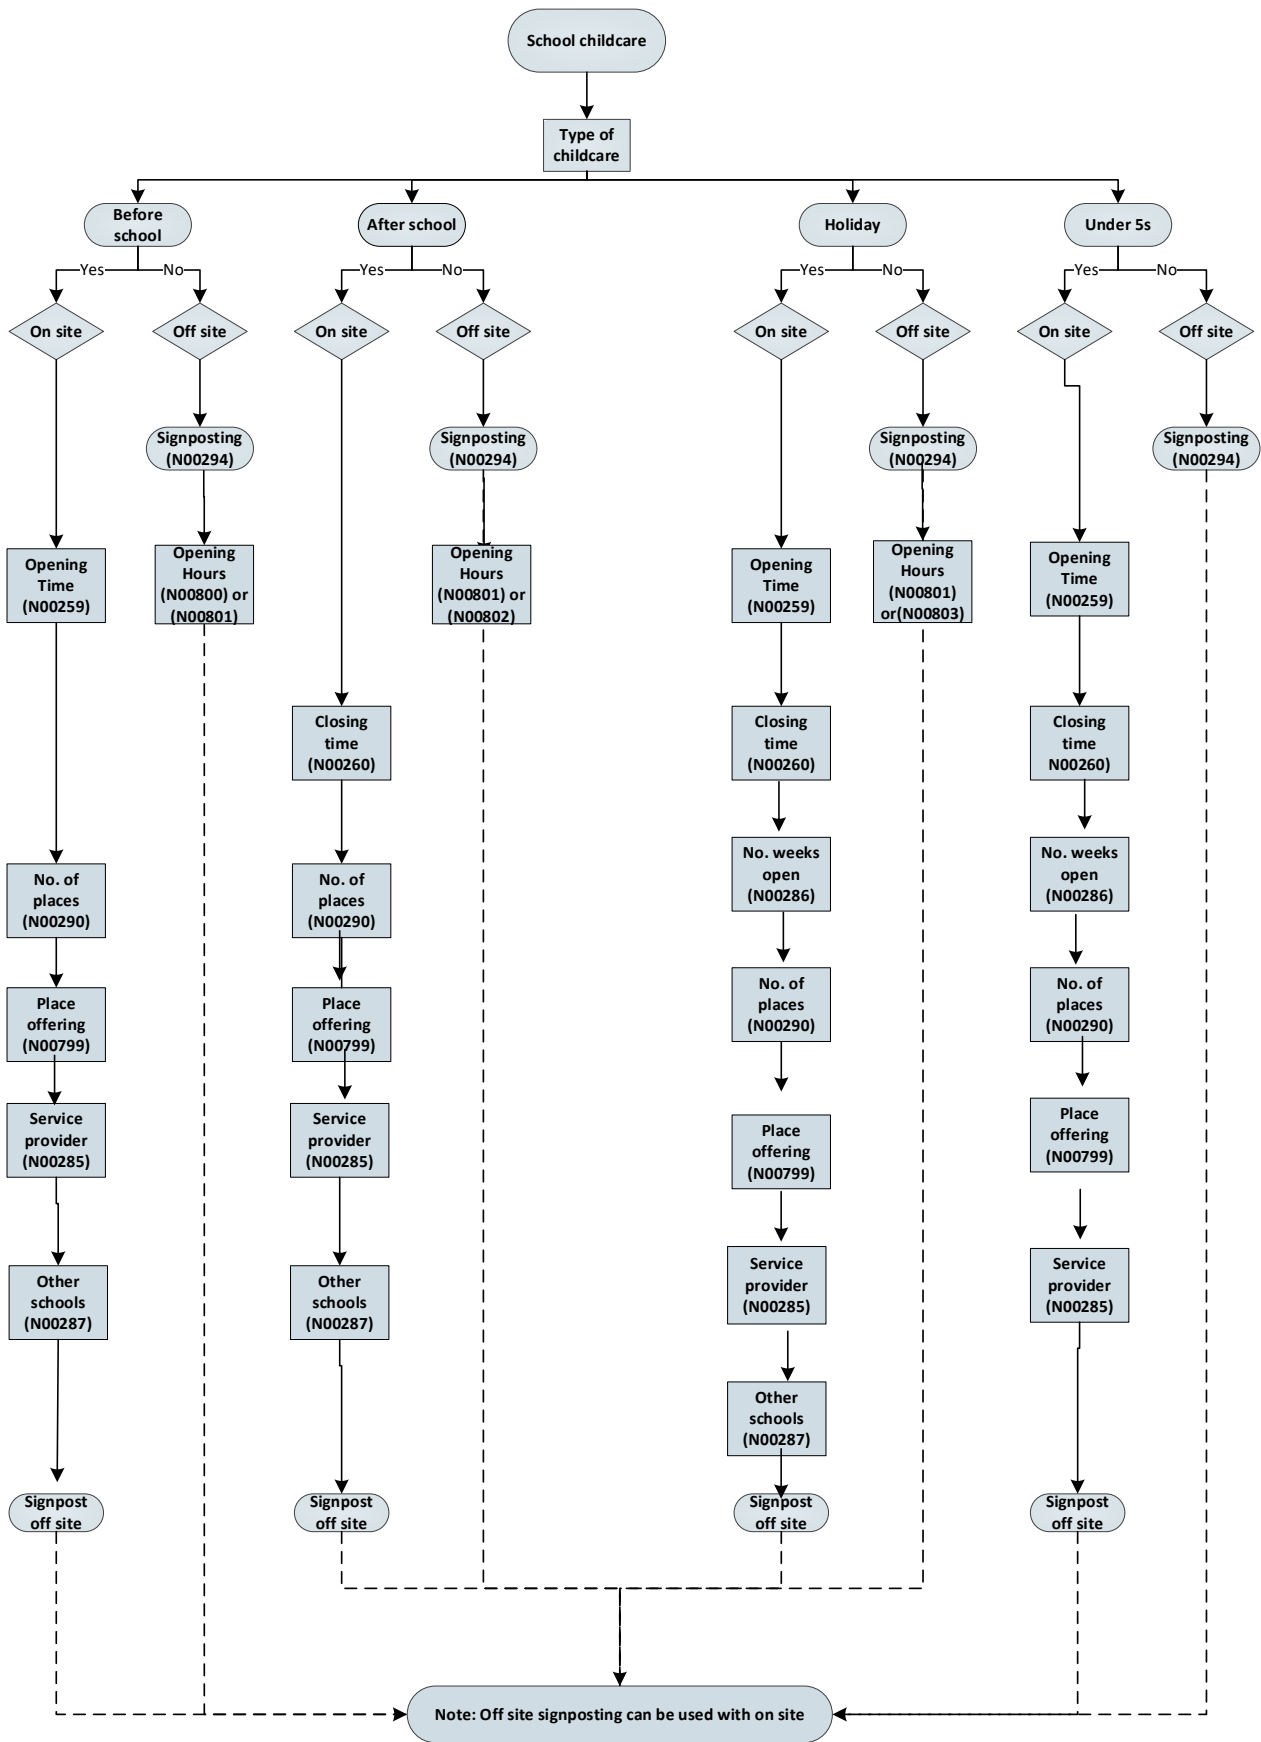 School childcare
Type of
childcare
Before
school
After school
Holiday
Under 5s
Yes
No
Yes
No
Yes
No
Yes
No
On site
Off site
On site
Off site
On site
Off site
On site
Off site
Signposting
(N00294)
Signposting
(N00294)
Signposting
(N00294)
Signposting
(N00294)
Opening
Time
(N00259)
Opening
Hours
(N00800) or
(N00801)
Opening
Hours
(N00801) or
(N00802)
Opening
Time
(N00259)
Opening
Hours
(N00801)
or(N00803)
Opening
Time
(N00259)
Closing
time
(N00260)
Closing
time
(N00260)
Closing
time
N00260)
No. weeks
open
(N00286)
No. weeks
open
(N00286)
No. of
places
(N00290)
No. of
places
(N00290)
No. of
places
(N00290)
No. of
places
(N00290)
Place
offering
(N00799)
Place
offering
(N00799)
Place
offering
(N00799)
Place
offering
(N00799)
Service
provider
(N00285)
Service
provider
(N00285)
Service
provider
(N00285)
Service
provider
(N00285)
Other
schools
(N00287)
Other
schools
(N00287)
Other
schools
(N00287)
Signpost
off site
Signpost
off site
Signpost
off site
Signpost
off site
Note: Off site signposting can be used with on site